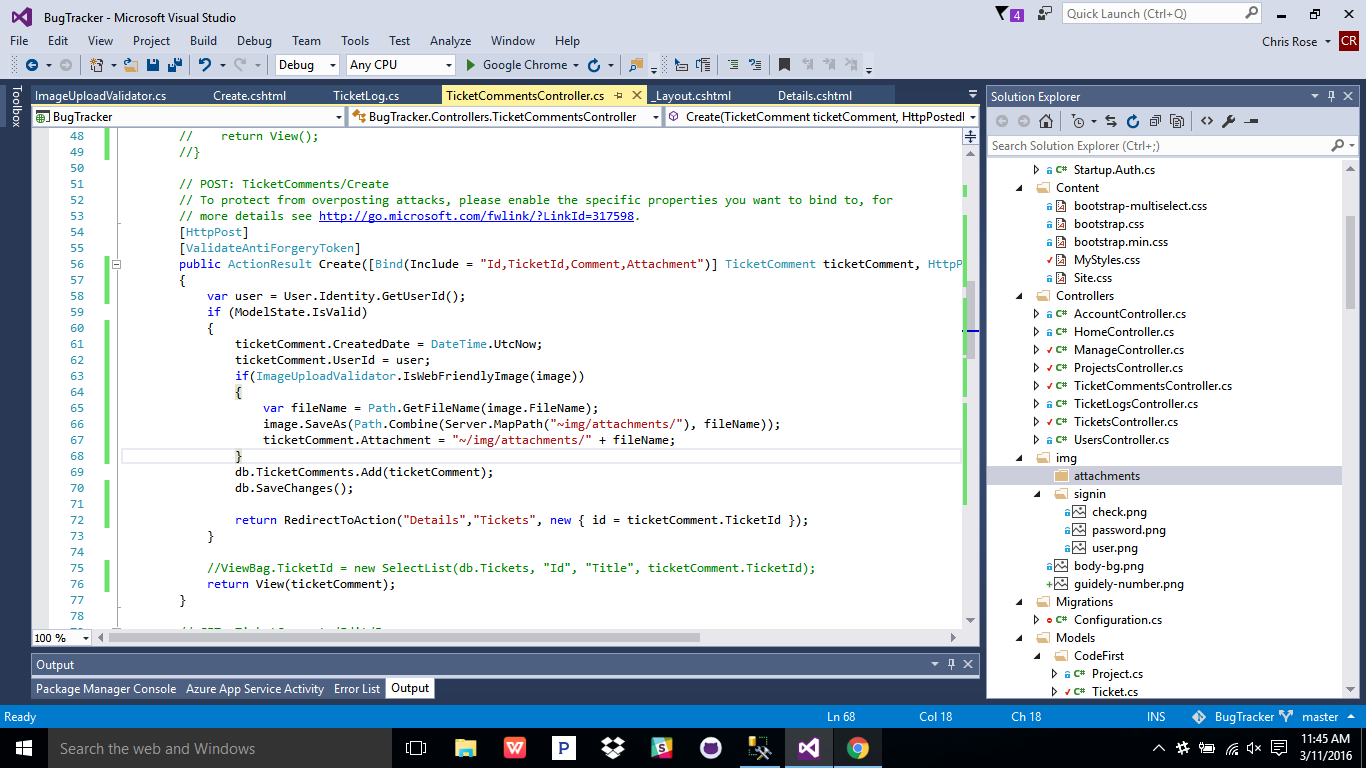 BugTracker - Microsoft Visual Studio
4
Quick Launch (Ctrl+Q)
File Edit View Project Build Debug Team Tools Test Analyze Window Help
Chris Rose CR
Debug Any CPU Google Chrome
Toolbox
ImageUploadValidator.cs Create.cshtml TicketLog.cs TicketCommentsController.cs _Layout.cshtml Details.cshtml
BugTracker BugTracker.Controllers.TicketCommentsController Create(TicketComment ticketComment, HttpPostedF
48 // return View();
49 //}
50
51 // POST: TicketComments/Create
52 // To protect from overposting attacks, please enable the specific properties you want to bind to, for
53 // more details see http://go.microsoft.com/fwlink/?LinkId=317598.
54 [HttpPost]
55 [ValidateAntiForgeryToken]
56 public ActionResult Create([Bind(Include = "Id,TicketId,Comment,Attachment")] TicketComment ticketComment, HttpP
57 {
58 var user = User.Identity.GetUserId();
59 if (ModelState.IsValid)
60 {
61 ticketComment.CreatedDate = DateTime.UtcNow;
62 ticketComment.UserId = user;
63 if(ImageUploadValidator.IsWebFriendlyImage(image))
64 {
65 var fileName = Path.GetFileName(image.FileName);
66 image.SaveAs(Path.Combine(Server.MapPath("~img/attachments/"), fileName));
67 ticketComment.Attachment = "~/img/attachments/" + fileName;
68 }
69 db.TicketComments.Add(ticketComment);
70 db.SaveChanges();
71
72 return RedirectToAction("Details","Tickets", new { id = ticketComment.TicketId });
73 }
74
75 //ViewBag.TicketId = new SelectList(db.Tickets, "Id", "Title", ticketComment.TicketId);
76 return View(ticketComment);
77 }
78
100 %
Output
Package Manager Console Azure App Service Activity Error List Output
Solution Explorer
Search Solution Explorer (Ctrl+;)
C# Startup.Auth.cs
Content
bootstrap-multiselect.css
bootstrap.css
bootstrap.min.css
MyStyles.css
Site.css
Controllers
C# AccountController.cs
C# HomeController.cs
C# ManageController.cs
C# ProjectsController.cs
C# TicketCommentsController.cs
C# TicketLogsController.cs
C# TicketsController.cs
C# UsersController.cs
img
attachments
signin
check.png
password.png
user.png
body-bg.png
guidely-number.png
Migrations
C# Configuration.cs
Models
CodeFirst
C# Project.cs
C# Ticket.cs
Ready Ln 68 Col 18 Ch 18 INS BugTracker master
Search the web and Windows
W P S
11:45 AM
3/11/2016